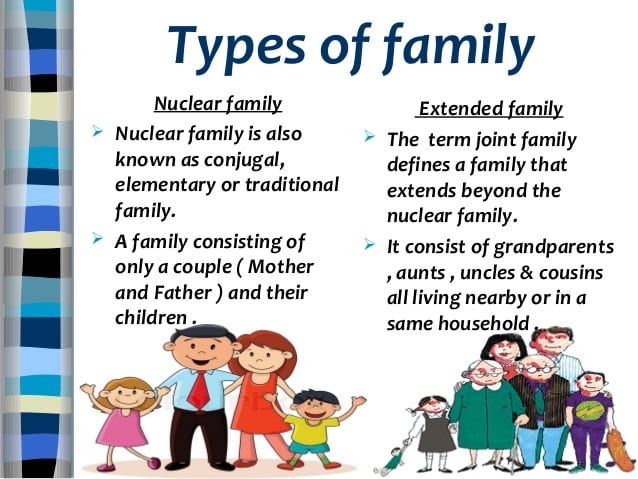 Types of family
Nuclear family
Nuclear family is also
known as conjugal,
elementary or traditional
family.
A family consisting of
only a couple ( Mother
and Father ) and their
children .
Extended family
The term joint family
defines a family that
extends beyond the
nuclear family.
It consist of grandparents
, aunts , uncles & cousins
all living nearby or in a
same household .